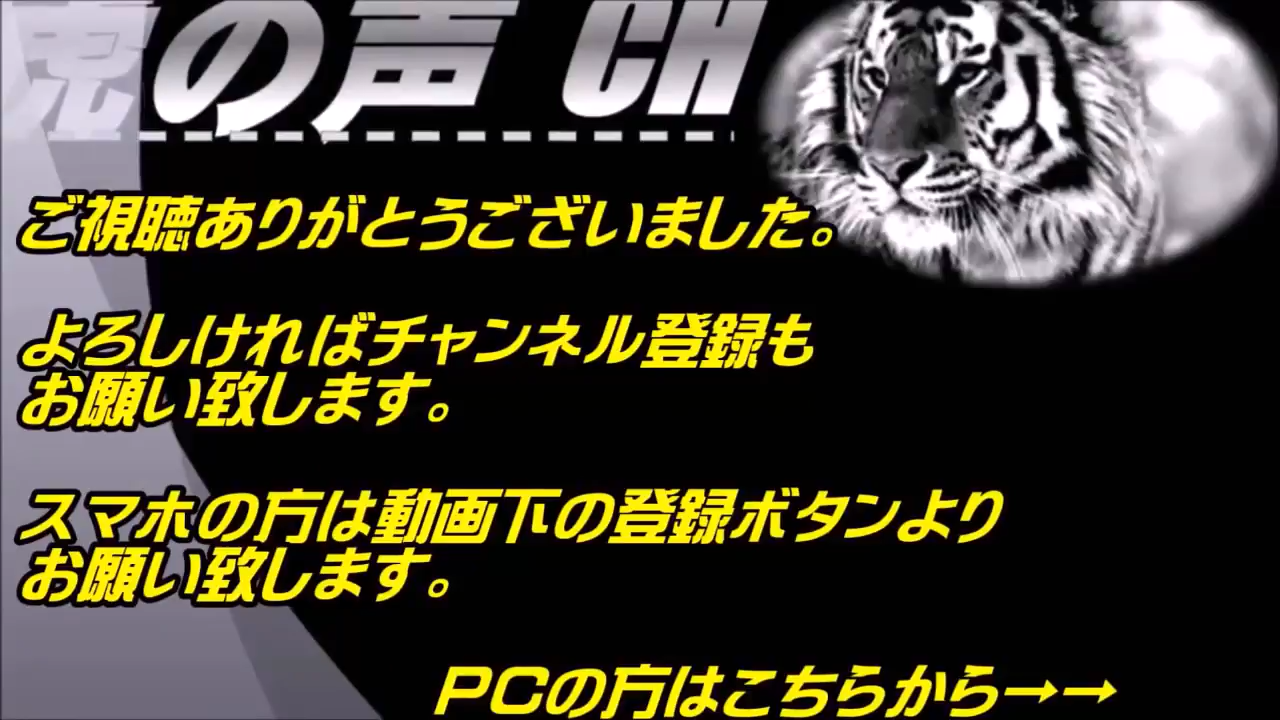 虎の声 CH
ご視聴ありがとうございました。
よろしければチャンネル登録も
お願い致します。
スマホの方は動画下の登録ボタンより
お願い致します。
PCの方はこちらから→→